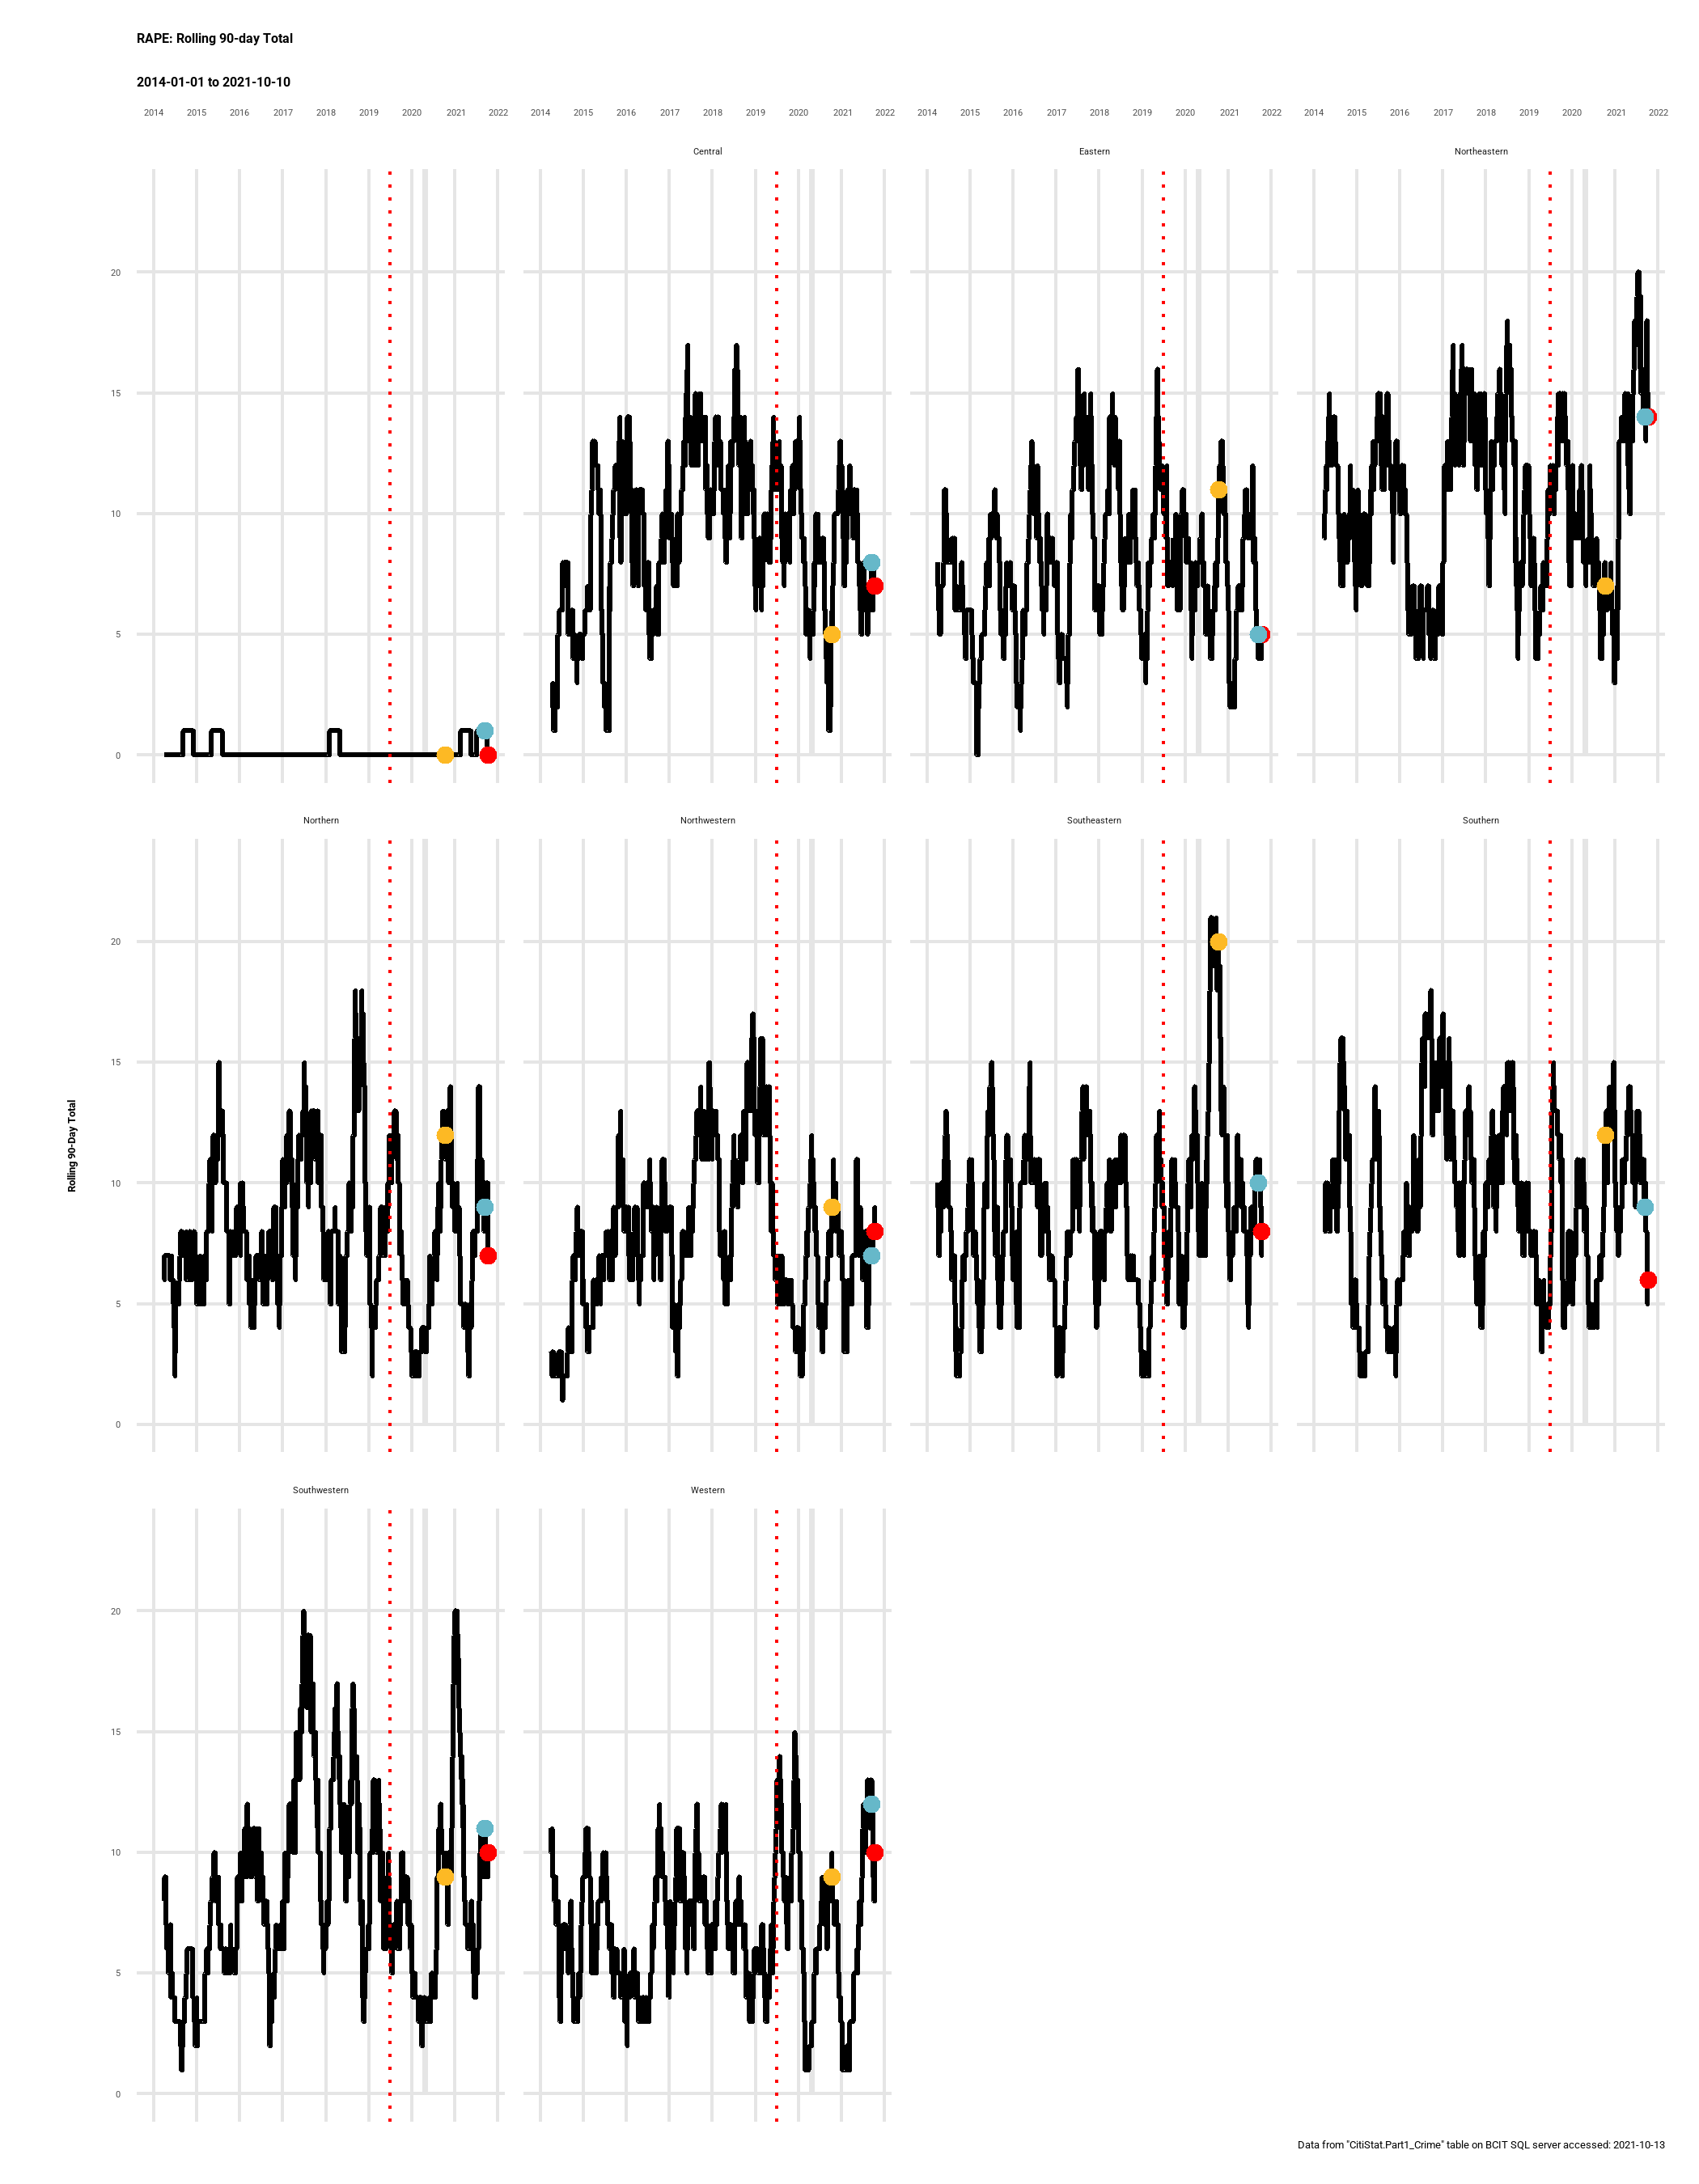 RAPE: Rolling 90-day Total
2014-01-01 to 2021-10-10
2014 2015 2016 2017 2018 2019 2020 2021 2022 2014 2015 2016 2017 2018 2019 2020 2021 2022 2014 2015 2016 2017 2018 2019 2020 2021 2022 2014 2015 2016 2017 2018 2019 2020 2021 2022
Central Eastern Northeastern
20
15
10
5
0
Northern Northwestern Southeastern Southern
20
15
10
5
0
Rolling 90-Day Total
Southwestern Western
20
15
10
5
0
Data from "CitiStat.Part1_Crime" table on BCIT SQL server accessed: 2021-10-13